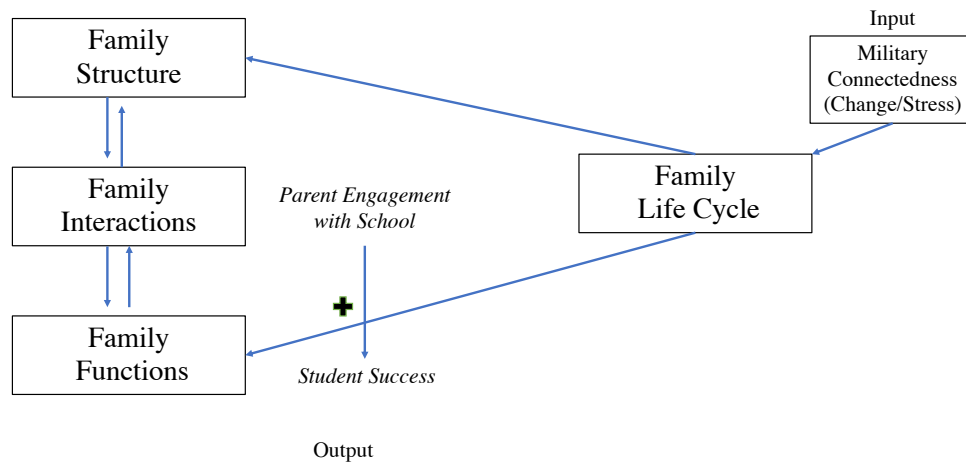 Family
Structure
Input
Military
Connectedness
(Change/Stress)
Family
Interactions
Parent Engagement
with School
Family
Life Cycle
Family
Functions
Student Success
Output